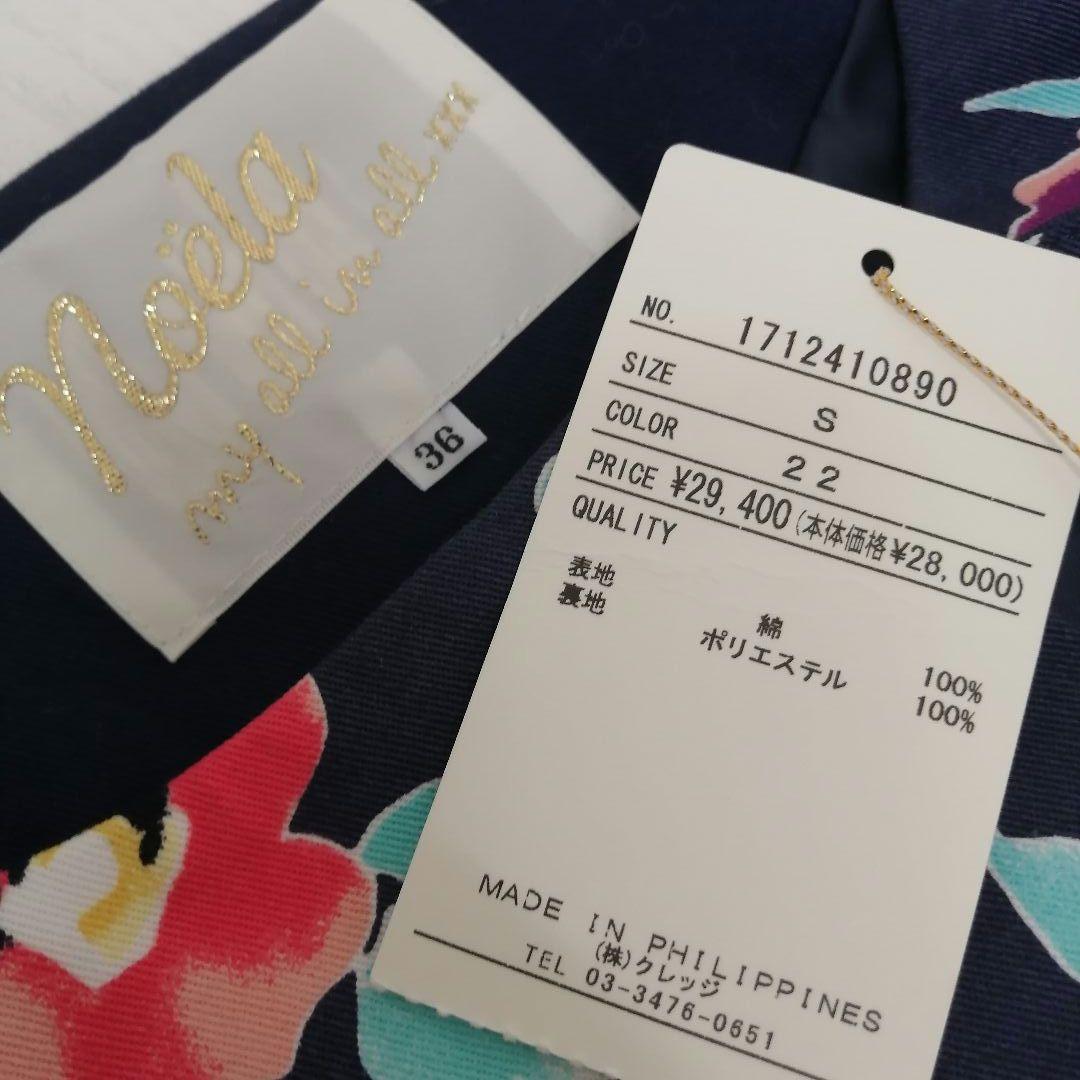 noëla
my all in all xxx
36
NO. 1712410890
SIZE S
COLOR 22
PRICE ¥29,400(本体価格¥28,000)
QUALITY
表地 綿 100%
裏地 ポリエステル 100%
MADE IN PHILIPPINES
(株)クレッジ
TEL 03-3476-0651